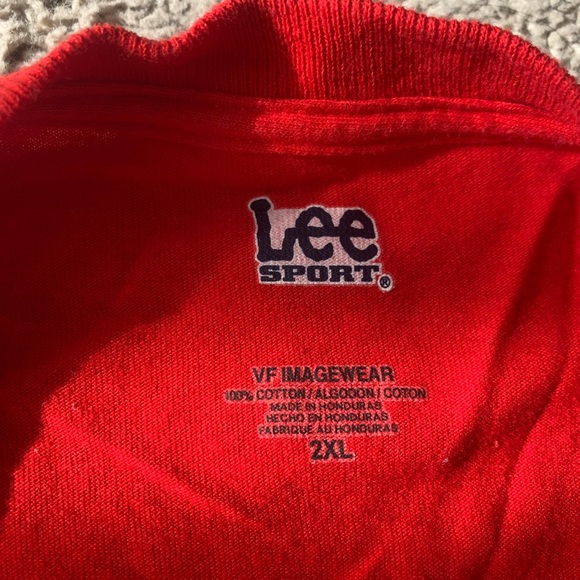 Lee
SPORT®
VF IMAGEWEAR
100% COTTON / ALGODON / COTON
MADE IN HONDURAS
HECHO EN HONDURAS
FABRIQUE AU HONDURAS
2XL